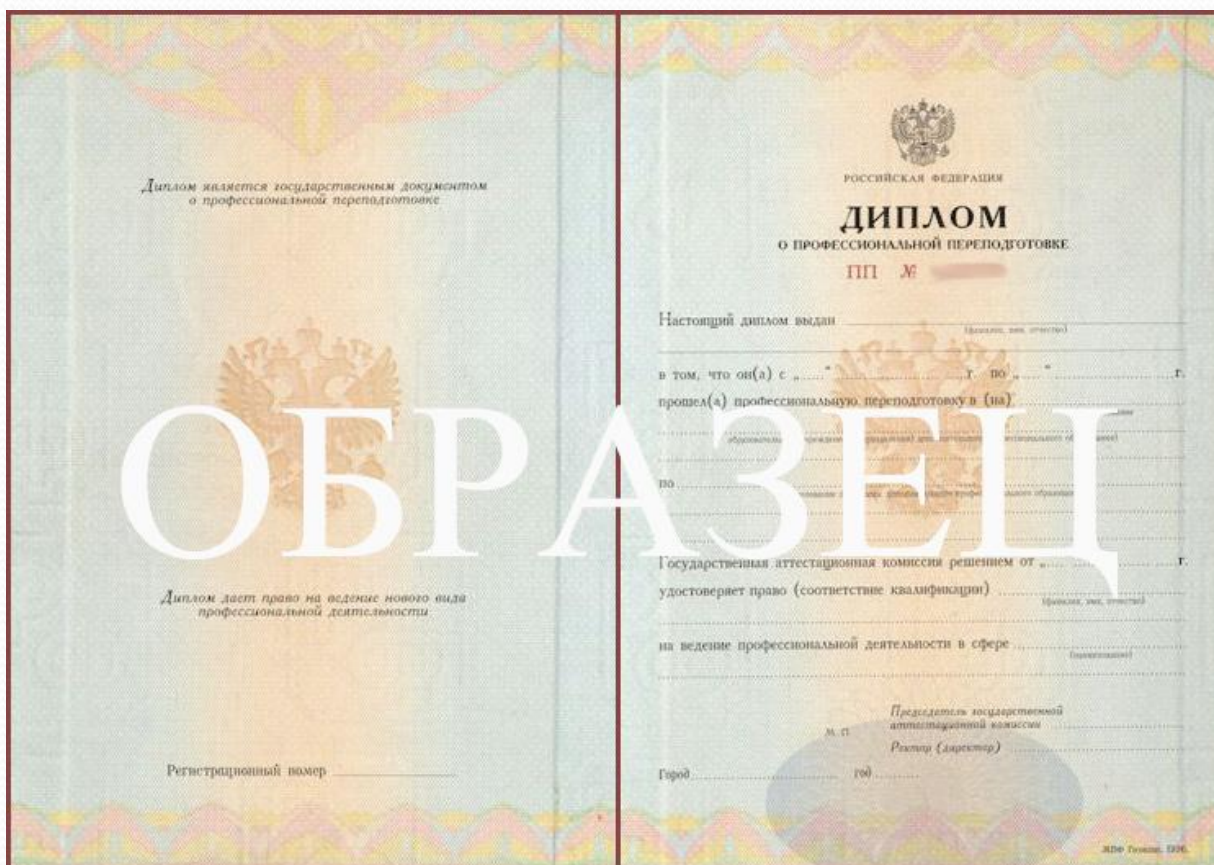 Диплом является государственным документом
о профессиональной переподготовке
Диплом дает право на ведение нового вида
профессиональной деятельности
Регистрационный номер
РОССИЙСКАЯ ФЕДЕРАЦИЯ
ДИПЛОМ
О ПРОФЕССИОНАЛЬНОЙ ПЕРЕПОДГОТОВКЕ
ПП №
Настоящий диплом выдан
(фамилия, имя, отчество)
в том, что он(а) с „ “ г. по „ “ г.
прошел(а) профессиональную переподготовку в (на)
по
Государственная аттестационная комиссия решением от „ г.
удостоверяет право (соответствие квалификации)
(фамилия, имя, отчество)
на ведение профессиональной деятельности в сфере
Председатель государственной
аттестационной комиссии
М. П.
Ректор (директор)
Город год
ОБРАЗЕЦ